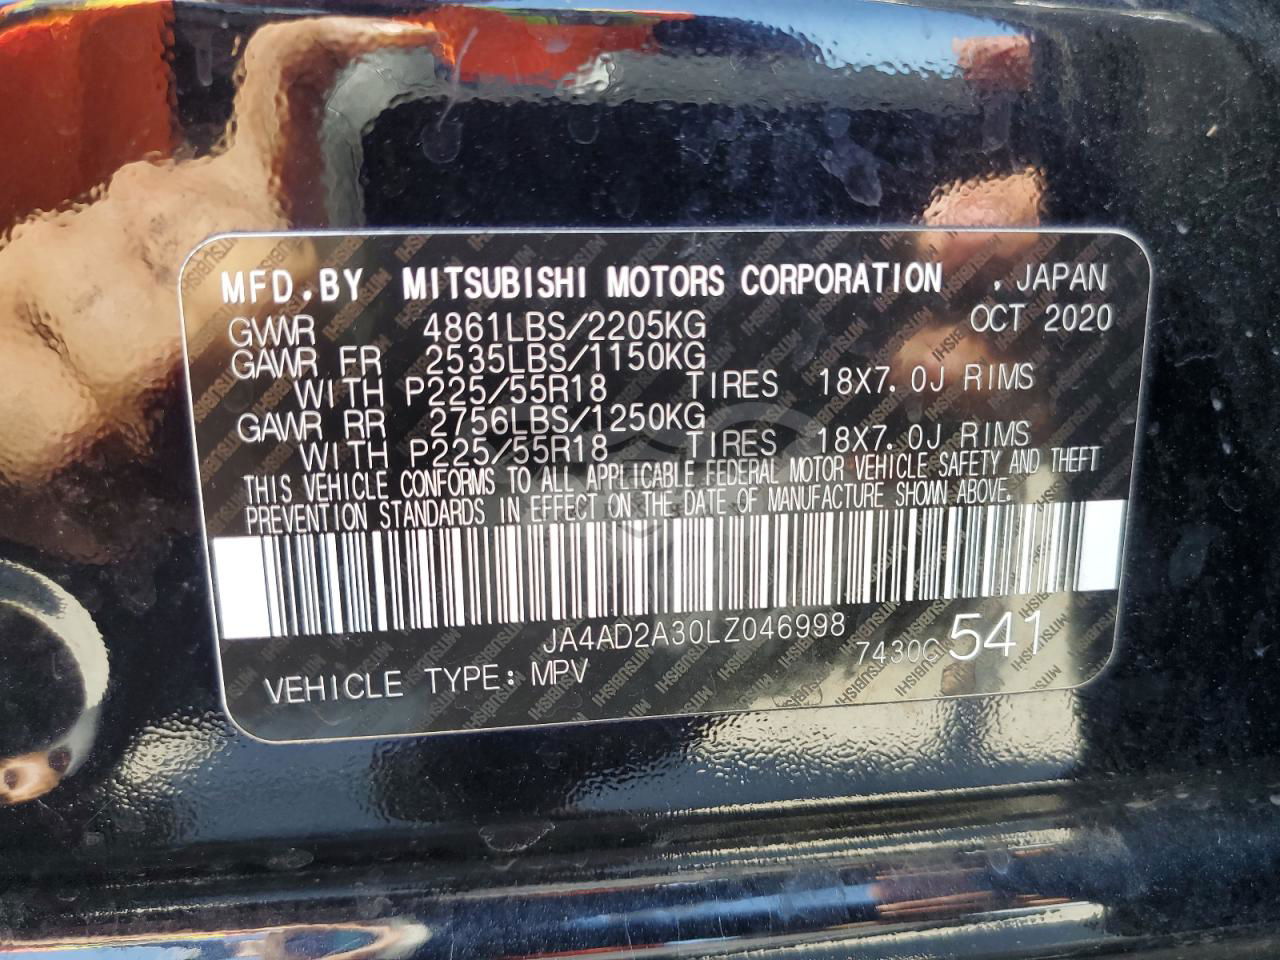 MFD.BY MITSUBISHI MOTORS CORPORATION . JAPAN
GVWR 4861LBS/2205KG OCT 2020
GAWR FR 2535LBS/1150KG
WITH P225/55R18 TIRES 18X7.0J RIMS
GAWR RR 2756LBS/1250KG
WITH P225/55R18 TIRES 18X7.0J RIMS
THIS VEHICLE CONFORMS TO ALL APPLICABLE FEDERAL MOTOR VEHICLE SAFETY AND THEFT
PREVENTION STANDARDS IN EFFECT ON THE DATE OF MANUFACTURE SHOWN ABOVE.
JA4AD2A30LZ046998
VEHICLE TYPE: MPV 7430C 541